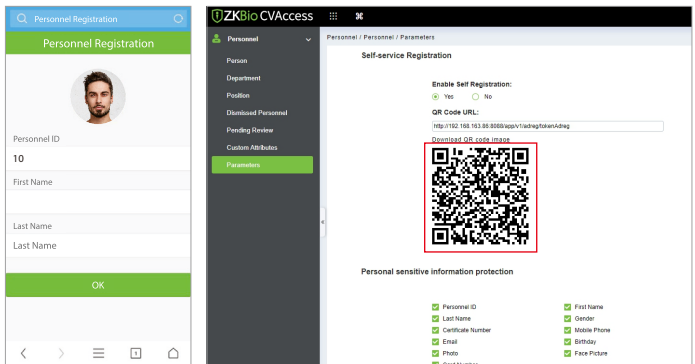 Personnel Registration
Personnel Registration
Personnel ID
10
First Name
Last Name
Last Name
OK
1
ZKBio CVAccess
Personnel
Person
Department
Position
Dismissed Personnel
Pending Review
Custom Attributes
Parameters
Personnel / Personnel / Parameters
Self-service Registration
Enable Self Registration:
Yes No
QR Code URL:
http://192.168.163.86:8088/app/v1/adreg/tokenAdreg
Download QR code image
Personal sensitive information protection
Personnel ID First Name
Last Name Gender
Certificate Number Mobile Phone
Email Birthday
Photo Face Picture